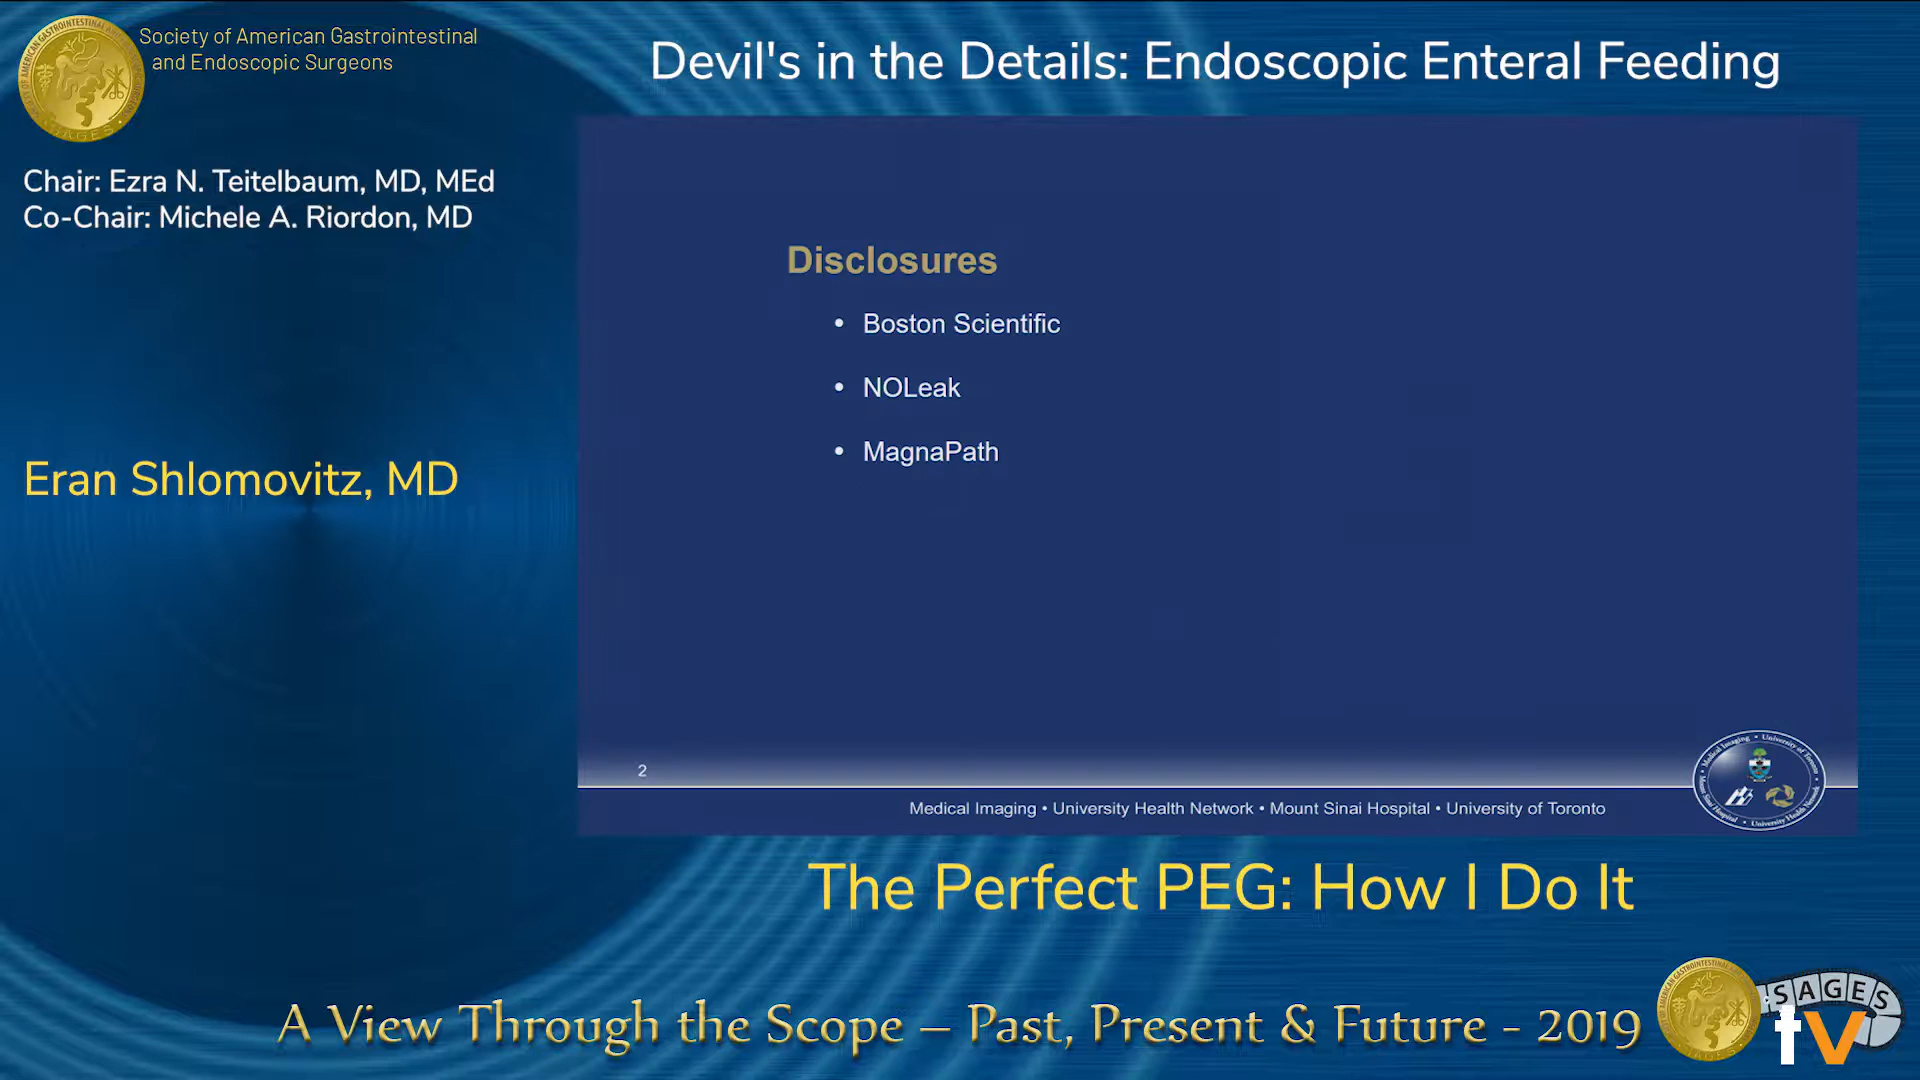 Society of American Gastrointestinal
and Endoscopic Surgeons
Devil's in the Details: Endoscopic Enteral Feeding
Chair: Ezra N. Teitelbaum, MD, MEd
Co-Chair: Michele A. Riordon, MD
Eran Shlomovitz, MD
Disclosures
• Boston Scientific
• NOLeak
• MagnaPath
2
Medical Imaging • University Health Network • Mount Sinai Hospital • University of Toronto
The Perfect PEG: How I Do It
A View Through the Scope – Past, Present & Future - 2019
SAGES
tv